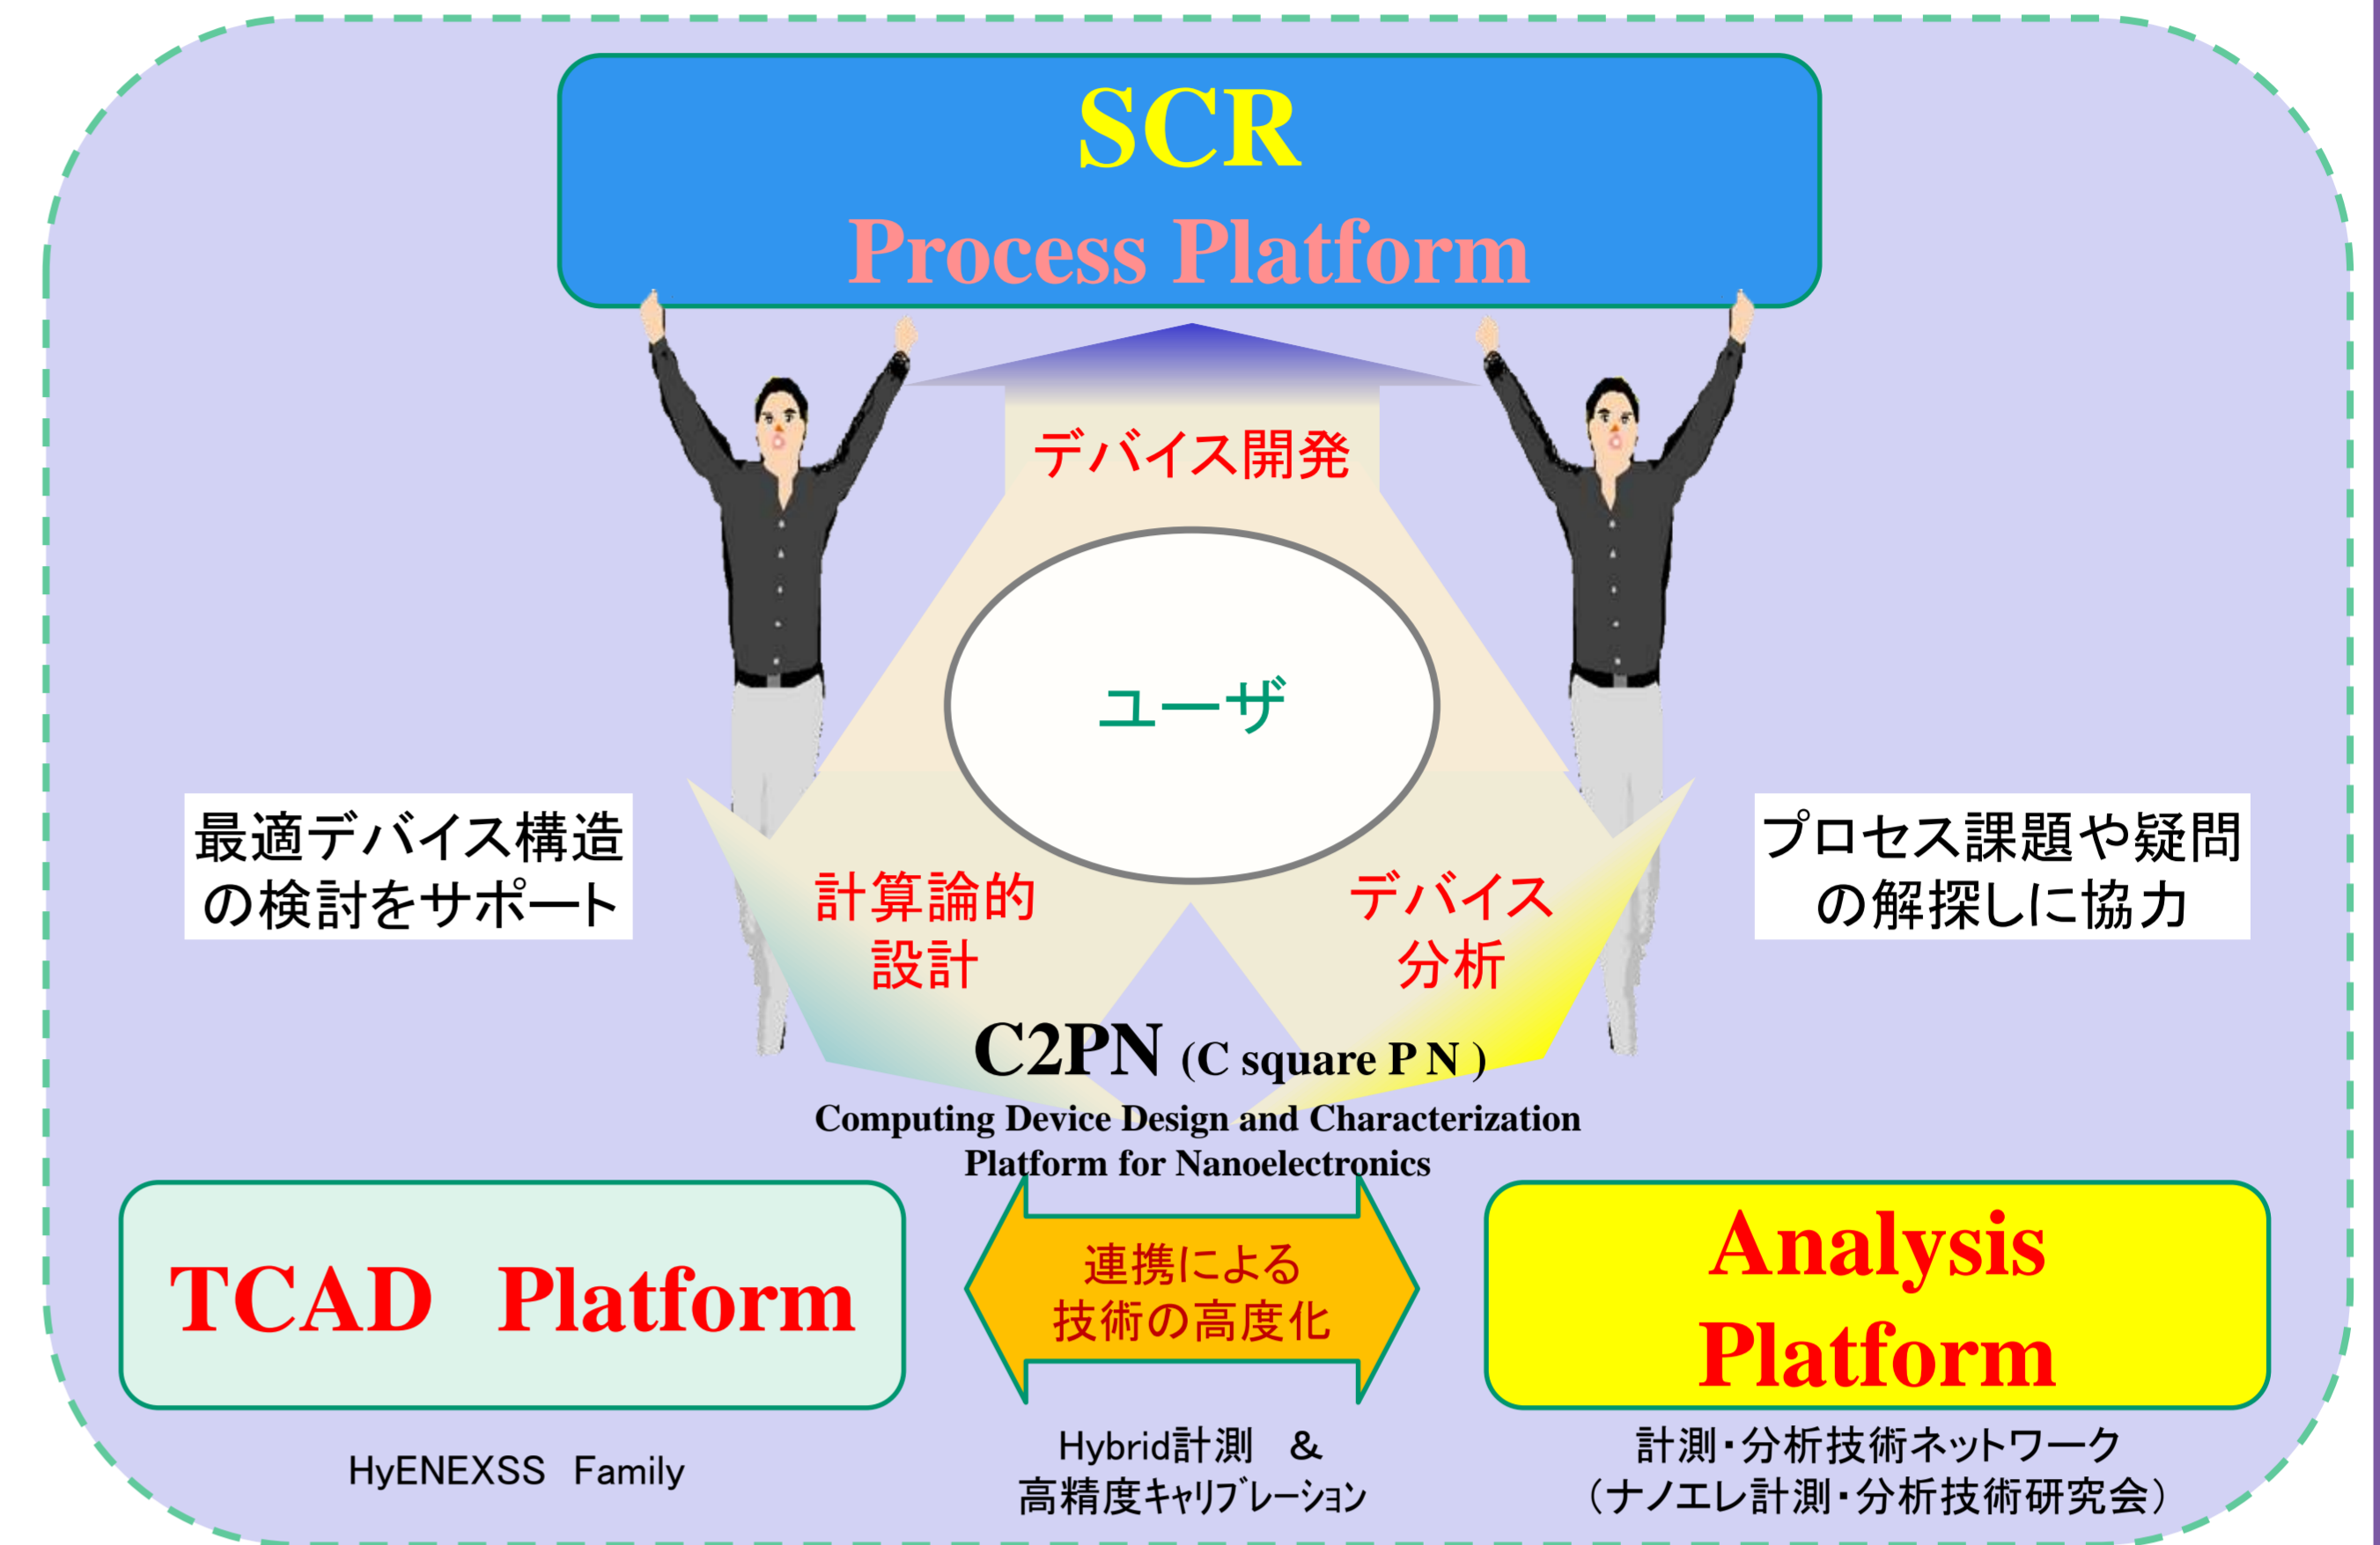 SCR
Process Platform
デバイス開発
ユーザ
最適デバイス構造
の検討をサポート
プロセス課題や疑問
の解探しに協力
計算論的
設計
デバイス
分析
C2PN (C square P N )
Computing Device Design and Characterization
Platform for Nanoelectronics
TCAD Platform
連携による
技術の高度化
Analysis
Platform
HyENEXSS Family
Hybrid計測 &
高精度ｷｬﾘﾌﾞﾚｰｼｮﾝ
計測・分析技術ネットワーク
（ナノエレ計測・分析技術研究会）